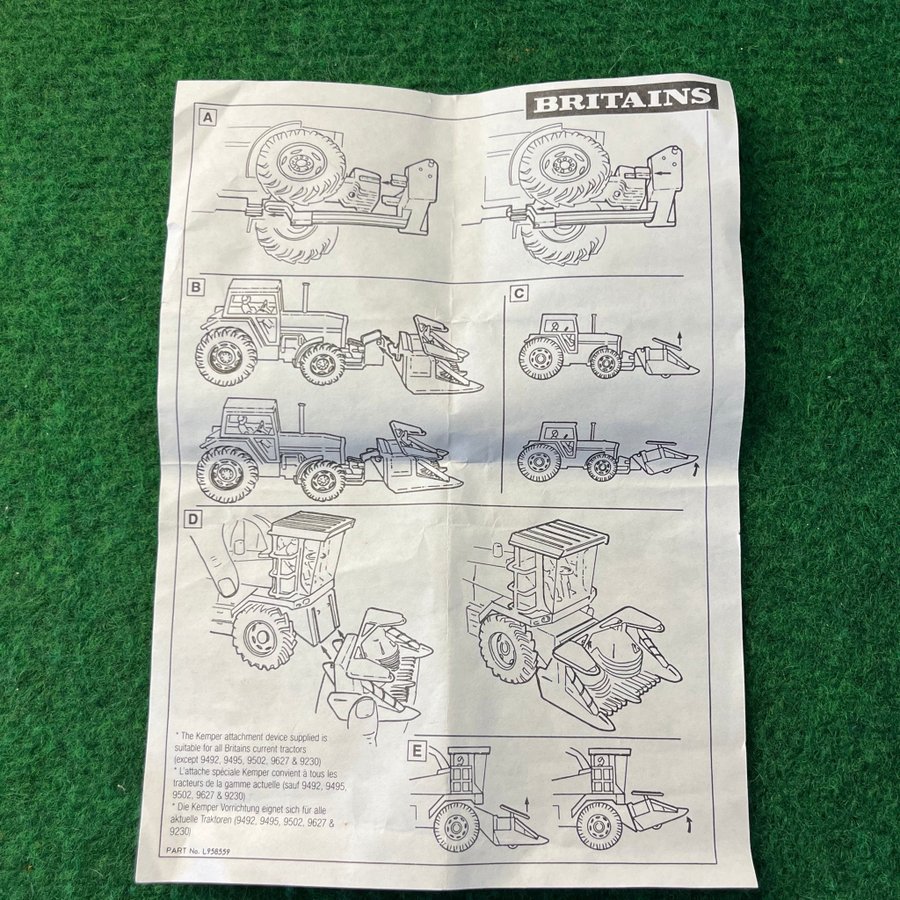 BRITAINS
A
B
C
D
* The Kemper attachment device supplied is
suitable for all Britains current tractors
(except 9492, 9495, 9502, 9627 & 9230)
* L'attache spéciale Kemper convient à tous les
tracteurs de la gamme actuelle (sauf 9492, 9495,
9502, 9627 & 9230)
* Die Kemper Vorrichtung eignet sich für alle
aktuelle Traktoren (9492, 9495, 9502, 9627 &
9230)
PART No. L958559
E